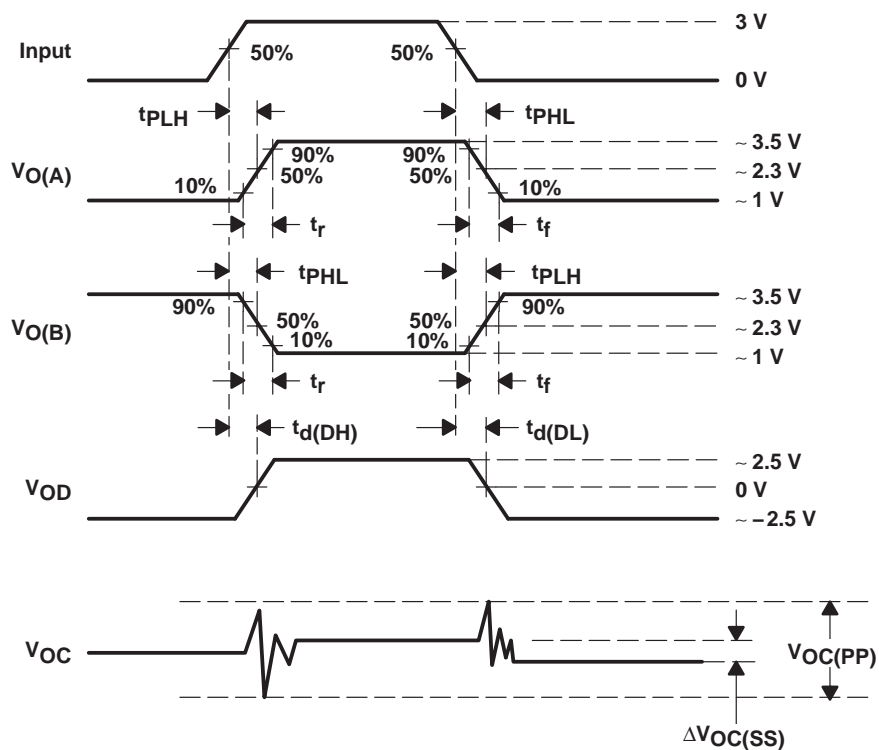 3 V
Input
50%
50%
0 V
tPLH
tPHL
~ 3.5 V
90%
90%
VO(A)
50%
50%
~ 2.3 V
10%
10%
~ 1 V
tr
tf
tPHL
tPLH
~ 3.5 V
90%
90%
VO(B)
50%
50%
~ 2.3 V
10%
10%
~ 1 V
tr
tf
td(DH)
td(DL)
~ 2.5 V
VOD
0 V
~ –2.5 V
VOC
VOC(PP)
ΔVOC(SS)